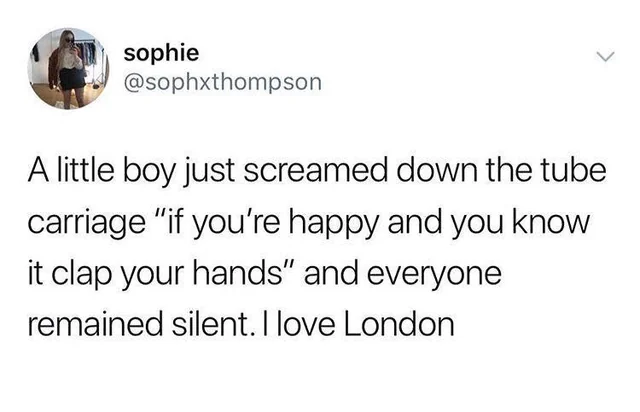 sophie
@sophxthompson
A little boy just screamed down the tube
carriage "if you're happy and you know
it clap your hands" and everyone
remained silent. I love London